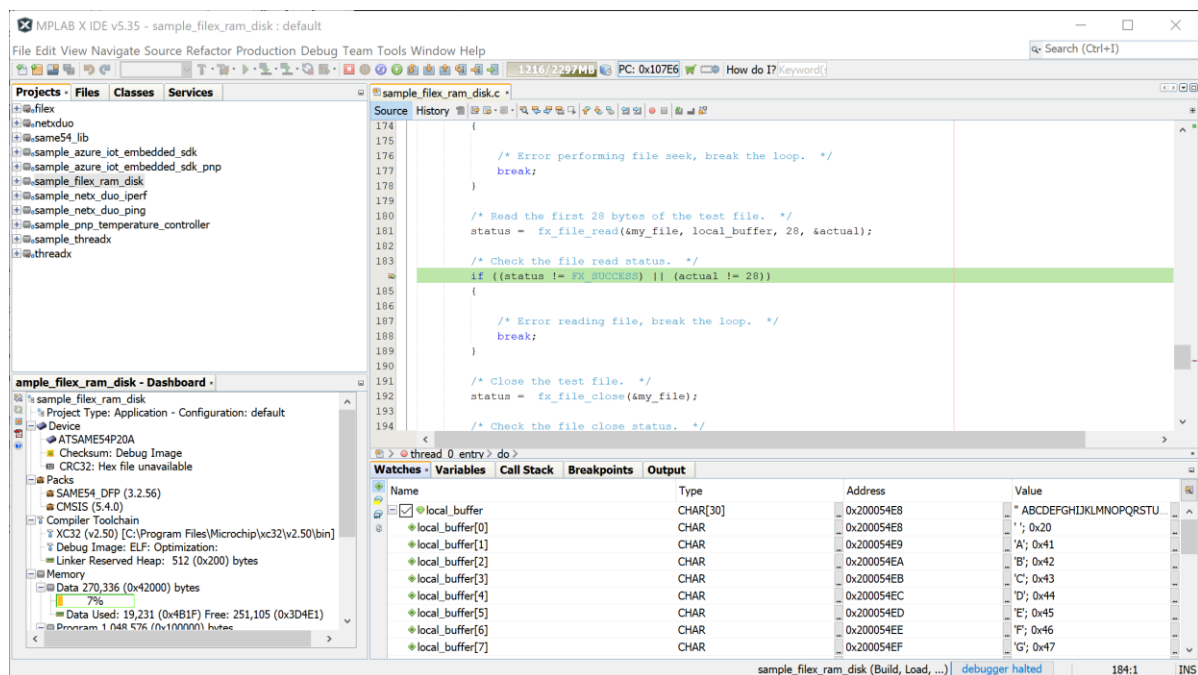 MPLAB X IDE v5.35 - sample_filex_ram_disk : default
File Edit View Navigate Source Refactor Production Debug Team Tools Window Help
Search (Ctrl+I)
1216/2297MB PC: 0x107E6 How do I? Keyword(
Projects Files Classes Services
filex
netxduo
same54_lib
sample_azure_iot_embedded_sdk
sample_azure_iot_embedded_sdk_pnp
sample_filex_ram_disk
sample_netx_duo_iperf
sample_netx_duo_ping
sample_pnp_temperature_controller
sample_threadx
threadx
sample_filex_ram_disk.c
Source History
174 {
175
176 /* Error performing file seek, break the loop. */
177 break;
178 }
179
180 /* Read the first 28 bytes of the test file. */
181 status = fx_file_read(&my_file, local_buffer, 28, &actual);
182
183 /* Check the file read status. */
if ((status != FX_SUCCESS) || (actual != 28))
185 {
186
187 /* Error reading file, break the loop. */
188 break;
189 }
190
191 /* Close the test file. */
192 status = fx_file_close(&my_file);
193
194 /* Check the file close status. */
thread_0_entry > do >
ample_filex_ram_disk - Dashboard
sample_filex_ram_disk
Project Type: Application - Configuration: default
Device
ATSAME54P20A
Checksum: Debug Image
CRC32: Hex file unavailable
Packs
SAME54_DFP (3.2.56)
CMSIS (5.4.0)
Compiler Toolchain
XC32 (v2.50) [C:\Program Files\Microchip\xc32\v2.50\bin]
Debug Image: ELF: Optimization:
Linker Reserved Heap: 512 (0x200) bytes
Memory
Data 270,336 (0x42000) bytes
7%
Data Used: 19,231 (0x4B1F) Free: 251,105 (0x3D4E1)
Program 1,048,576 (0x100000) bytes
Watches Variables Call Stack Breakpoints Output
Name Type Address Value
local_buffer CHAR[30] 0x200054E8 " ABCDEFGHIJKLMNOPQRSTU...
local_buffer[0] CHAR 0x200054E8 ' '; 0x20
local_buffer[1] CHAR 0x200054E9 'A'; 0x41
local_buffer[2] CHAR 0x200054EA 'B'; 0x42
local_buffer[3] CHAR 0x200054EB 'C'; 0x43
local_buffer[4] CHAR 0x200054EC 'D'; 0x44
local_buffer[5] CHAR 0x200054ED 'E'; 0x45
local_buffer[6] CHAR 0x200054EE 'F'; 0x46
local_buffer[7] CHAR 0x200054EF 'G'; 0x47
sample_filex_ram_disk (Build, Load, ...) debugger halted 184:1 INS